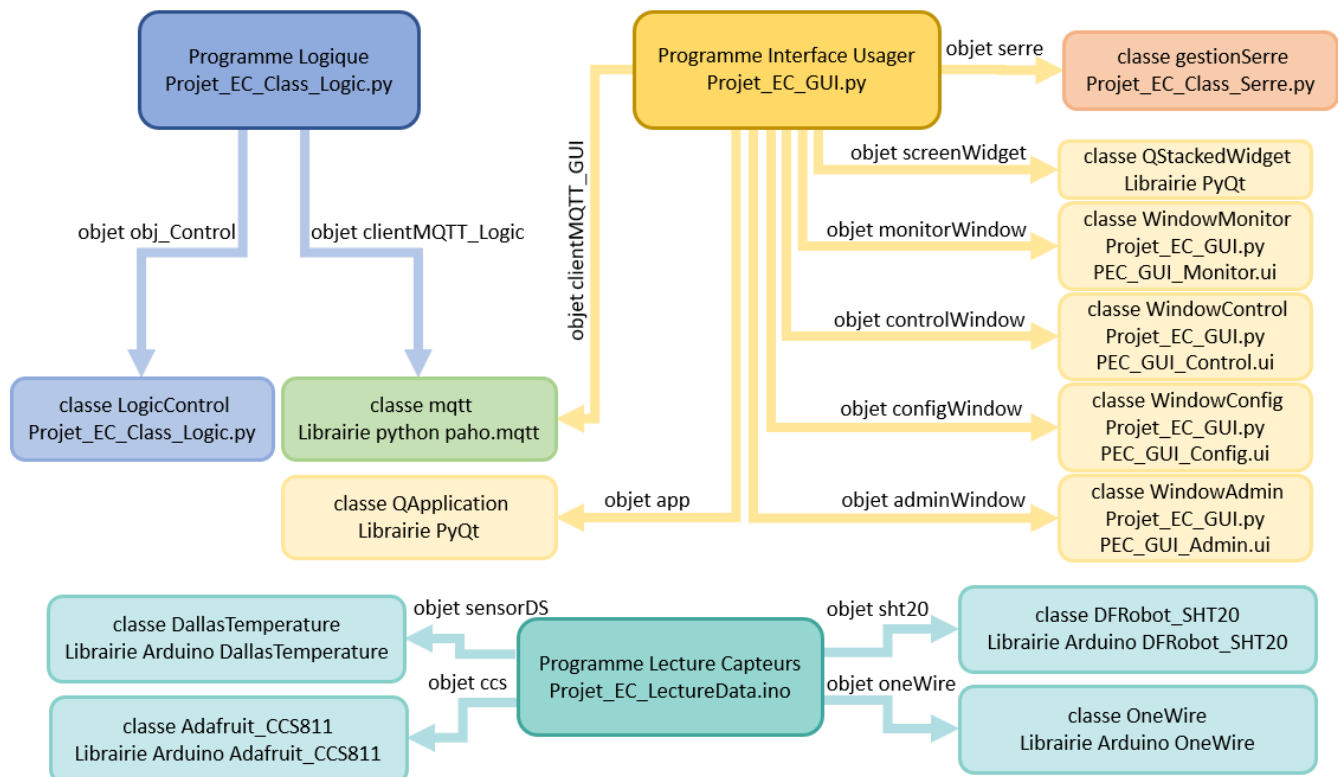 Programme Logique
Projet_EC_Class_Logic.py
Programme Interface Usager
Projet_EC_GUI.py
objet serre
classe gestionSerre
Projet_EC_Class_Serre.py
objet screenWidget
classe QStackedWidget
Librairie PyQt
objet clientMQTT_GUI
objet monitorWindow
classe WindowMonitor
Projet_EC_GUI.py
PEC_GUI_Monitor.ui
objet obj_Control
objet clientMQTT_Logic
objet controlWindow
classe WindowControl
Projet_EC_GUI.py
PEC_GUI_Control.ui
classe LogicControl
Projet_EC_Class_Logic.py
classe mqtt
Librairie python paho.mqtt
objet configWindow
classe WindowConfig
Projet_EC_GUI.py
PEC_GUI_Config.ui
classe QApplication
Librairie PyQt
objet app
objet adminWindow
classe WindowAdmin
Projet_EC_GUI.py
PEC_GUI_Admin.ui
classe DallasTemperature
Librairie Arduino DallasTemperature
objet sensorDS
objet sht20
classe DFRobot_SHT20
Librairie Arduino DFRobot_SHT20
Programme Lecture Capteurs
Projet_EC_LectureData.ino
objet ccs
objet oneWire
classe Adafruit_CCS811
Librairie Arduino Adafruit_CCS811
classe OneWire
Librairie Arduino OneWire